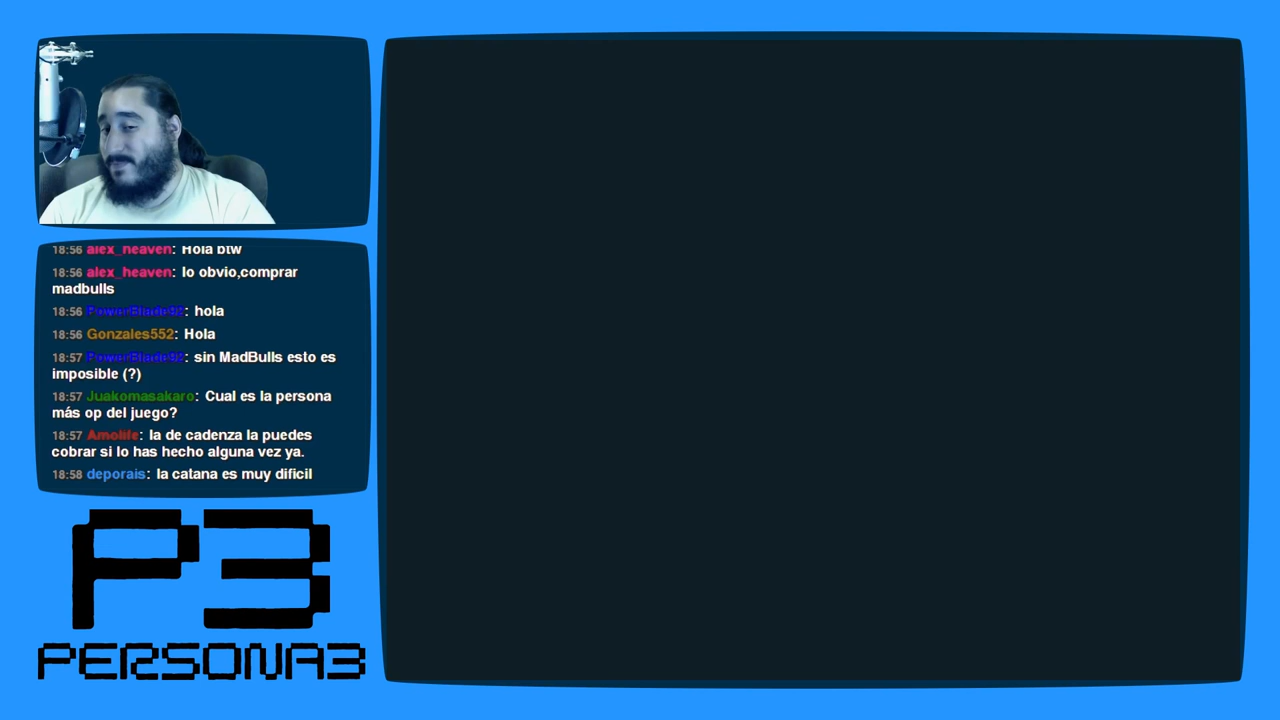 18:56 alex_heaven: Hola btw
18:56 alex_heaven: lo obvio,comprar
madbulls
18:56 PowerBlade93: hola
18:56 Gonzales552: Hola
18:57 PowerBlade93: sin MadBulls esto es
imposible (?)
18:57 Juakomasakaro: Cual es la persona
más op del juego?
18:57 Amolife: la de cadenza la puedes
cobrar si lo has hecho alguna vez ya.
18:58 deporais: la catana es muy dificil
P3
PERSONA3